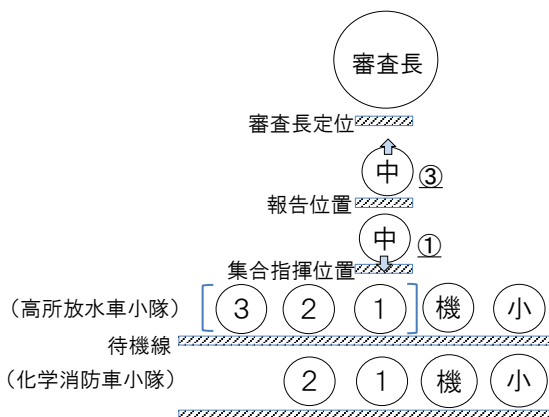 審査長
審査長定位
中 ③
報告位置
中 ①
集合指揮位置
(高所放水車小隊) [ 3 2 1 ] 機 小
待機線
(化学消防車小隊) 2 1 機 小